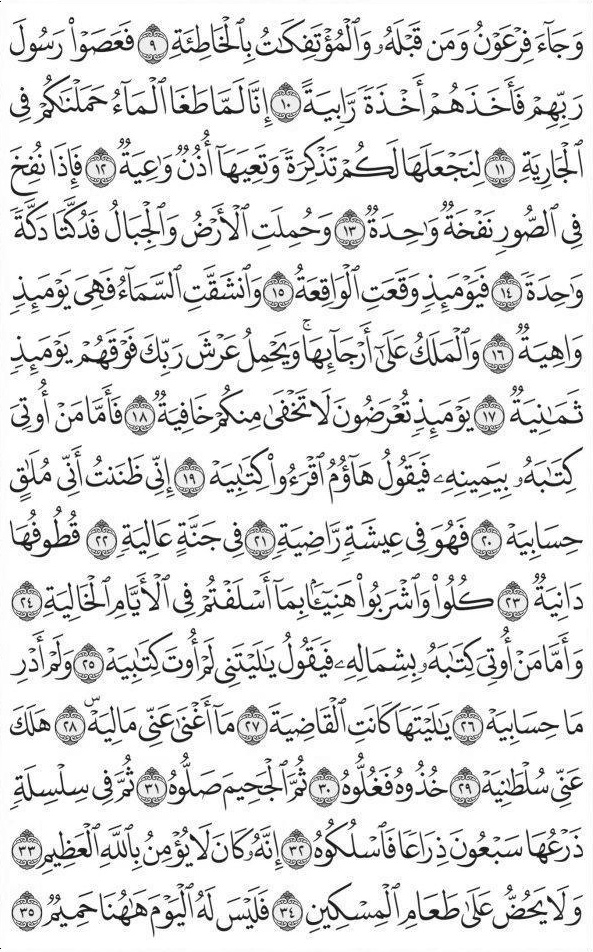 وَجَآءَ فِرْعَوْنُ وَمَن قَبْلَهُۥ وَٱلْمُؤْتَفِكَٰتُ بِٱلْخَاطِئَةِ ٩ فَعَصَوْا۟ رَسُولَ
رَبِّهِمْ فَأَخَذَهُمْ أَخْذَةً رَّابِيَةً ١٠ إِنَّا لَمَّا طَغَا ٱلْمَآءُ حَمَلْنَٰكُمْ فِى
ٱلْجَارِيَةِ ١١ لِنَجْعَلَهَا لَكُمْ تَذْكِرَةً وَتَعِيَهَآ أُذُنٌ وَٰعِيَةٌ ١٢ فَإِذَا نُفِخَ
فِى ٱلصُّورِ نَفْخَةٌ وَٰحِدَةٌ ١٣ وَحُمِلَتِ ٱلْأَرْضُ وَٱلْجِبَالُ فَدُكَّتَا دَكَّةً
وَٰحِدَةً ١٤ فَيَوْمَئِذٍ وَقَعَتِ ٱلْوَاقِعَةُ ١٥ وَٱنشَقَّتِ ٱلسَّمَآءُ فَهِىَ يَوْمَئِذٍ
وَاهِيَةٌ ١٦ وَٱلْمَلَكُ عَلَىٰٓ أَرْجَآئِهَا ۚ وَيَحْمِلُ عَرْشَ رَبِّكَ فَوْقَهُمْ يَوْمَئِذٍ
ثَمَٰنِيَةٌ ١٧ يَوْمَئِذٍ تُعْرَضُونَ لَا تَخْفَىٰ مِنكُمْ خَافِيَةٌ ١٨ فَأَمَّا مَنْ أُوتِىَ
كِتَٰبَهُۥ بِيَمِينِهِۦ فَيَقُولُ هَآؤُمُ ٱقْرَءُوا۟ كِتَٰبِيَهْ ١٩ إِنِّى ظَنَنتُ أَنِّى مُلَٰقٍ
حِسَابِيَهْ ٢٠ فَهُوَ فِى عِيشَةٍ رَّاضِيَةٍ ٢١ فِى جَنَّةٍ عَالِيَةٍ ٢٢ قُطُوفُهَا
دَانِيَةٌ ٢٣ كُلُوا۟ وَٱشْرَبُوا۟ هَنِيٓـًٔۢا بِمَآ أَسْلَفْتُمْ فِى ٱلْأَيَّامِ ٱلْخَالِيَةِ ٢٤
وَأَمَّا مَنْ أُوتِىَ كِتَٰبَهُۥ بِشِمَالِهِۦ فَيَقُولُ يَٰلَيْتَنِى لَمْ أُوتَ كِتَٰبِيَهْ ٢٥ وَلَمْ أَدْرِ
مَا حِسَابِيَهْ ٢٦ يَٰلَيْتَهَا كَانَتِ ٱلْقَاضِيَةَ ٢٧ مَآ أَغْنَىٰ عَنِّى مَالِيَهْ ۜ ٢٨ هَلَكَ
عَنِّى سُلْطَٰنِيَهْ ٢٩ خُذُوهُ فَغُلُّوهُ ٣٠ ثُمَّ ٱلْجَحِيمَ صَلُّوهُ ٣١ ثُمَّ فِى سِلْسِلَةٍ
ذَرْعُهَا سَبْعُونَ ذِرَاعًا فَٱسْلُكُوهُ ٣٢ إِنَّهُۥ كَانَ لَا يُؤْمِنُ بِٱللَّهِ ٱلْعَظِيمِ ٣٣
وَلَا يَحُضُّ عَلَىٰ طَعَامِ ٱلْمِسْكِينِ ٣٤ فَلَيْسَ لَهُ ٱلْيَوْمَ هَٰهُنَا حَمِيمٌ ٣٥